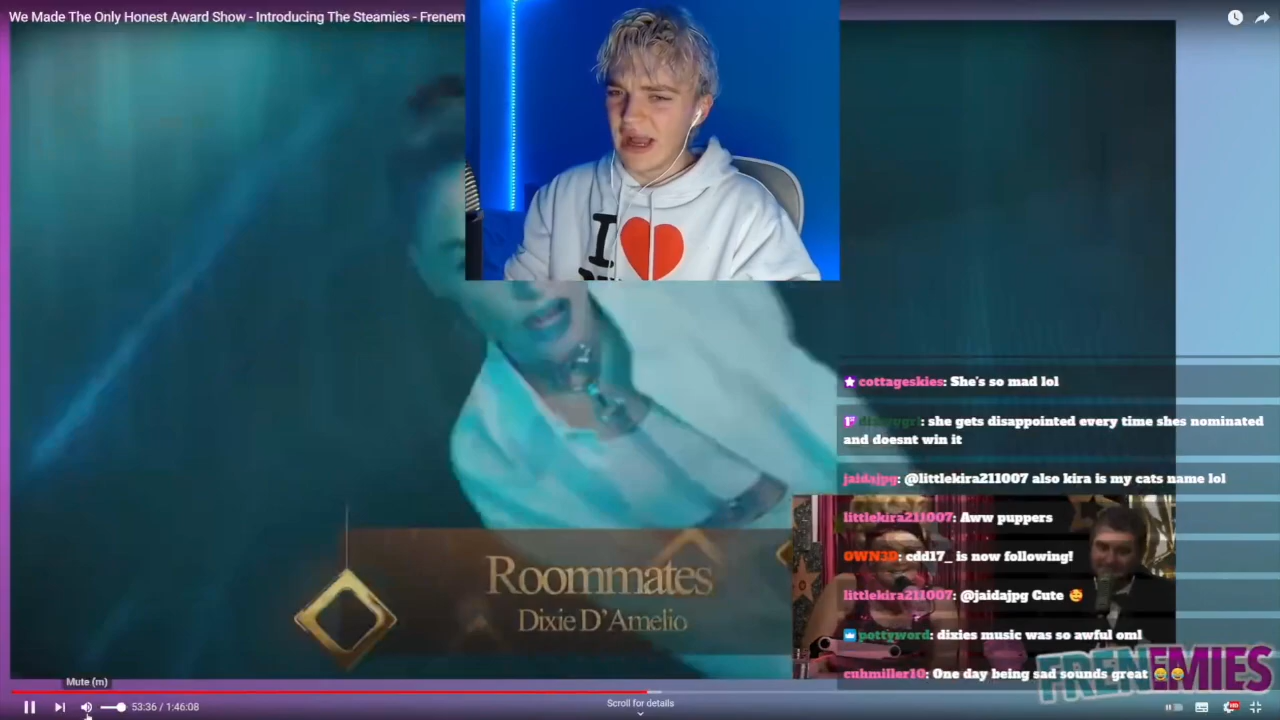 We Made The Only Honest Award Show - Introducing The Steamies - Frenem
I
cottageskies: She's so mad lol
: she gets disappointed every time shes nominated
and doesnt win it
jaidajpg: @littlekira211007 also kira is my cats name lol
littlekira211007: Aww puppers
OWN3D: cdd17_ is now following!
littlekira211007: @jaidajpg Cute 🥰
pottyword: dixies music was so awful oml
cuhmiller10: One day being sad sounds great 😂😂
Roommates
Dixie D'Amelio
FRENEMIES
Mute (m)
53:36 / 1:46:08
Scroll for details
HD